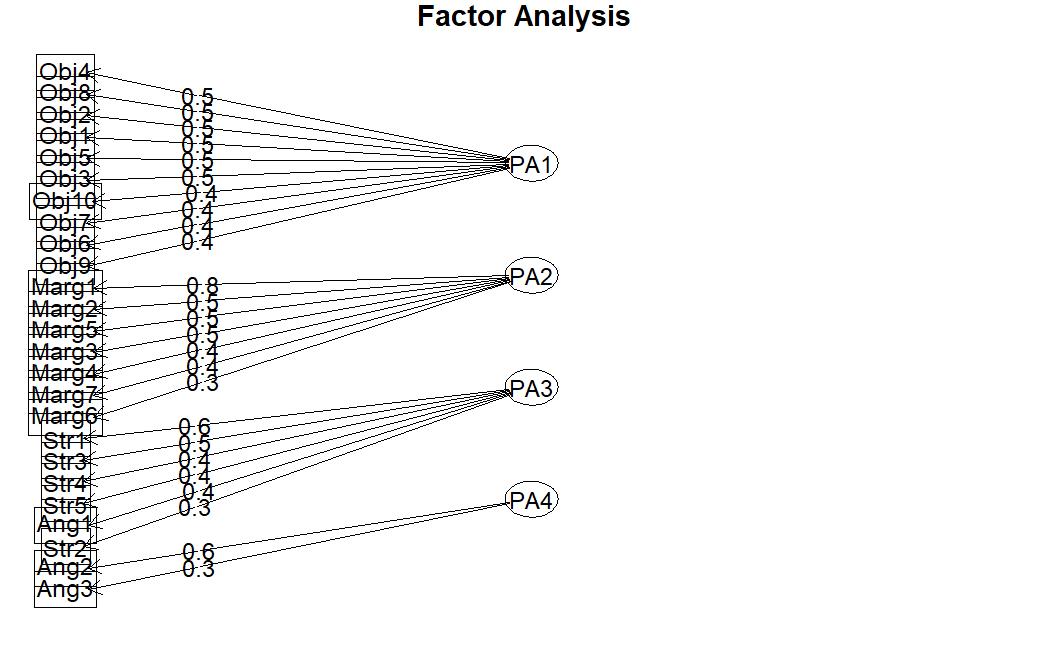 Factor Analysis
Obj4
Obj8
Obj2
Obj1
Obj5
Obj3
Obj10
Obj7
Obj6
Obj9
Marg1
Marg2
Marg5
Marg3
Marg4
Marg7
Marg6
Str1
Str3
Str4
Str5
Ang1
Str2
Ang2
Ang3
0.5
0.5
0.5
0.5
0.5
0.5
0.4
0.4
0.4
0.4
0.8
0.5
0.5
0.5
0.4
0.4
0.3
0.6
0.5
0.4
0.4
0.4
0.3
0.6
0.3
PA1
PA2
PA3
PA4